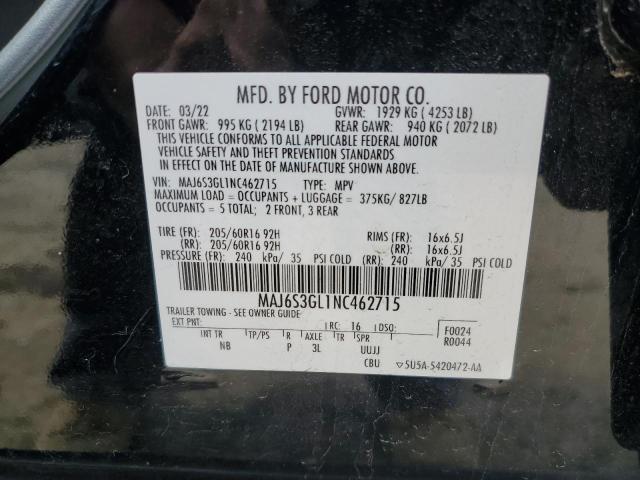 MFD. BY FORD MOTOR CO.
DATE: 03/22 GVWR: 1929 KG ( 4253 LB)
FRONT GAWR: 995 KG ( 2194 LB) REAR GAWR: 940 KG ( 2072 LB)
THIS VEHICLE CONFORMS TO ALL APPLICABLE FEDERAL MOTOR
VEHICLE SAFETY AND THEFT PREVENTION STANDARDS
IN EFFECT ON THE DATE OF MANUFACTURE SHOWN ABOVE.
VIN: MAJ6S3GL1NC462715 TYPE: MPV
MAXIMUM LOAD = OCCUPANTS + LUGGAGE = 375KG/ 827LB
OCCUPANTS = 5 TOTAL; 2 FRONT, 3 REAR
TIRE (FR): 205/60R16 92H RIMS (FR): 16x6.5J
(RR): 205/60R16 92H (RR): 16x6.5J
PRESSURE (FR): 240 kPa/ 35 PSI COLD (RR): 240 kPa/ 35 PSI COLD
MAJ6S3GL1NC462715
TRAILER TOWING - SEE OWNER GUIDE
EXT PNT: RC: 16 DSO: F0024
INT TR TP/PS R AXLE TR SPR R0044
NB P 3L UUJJ
CBU ▽5U5A-5420472-AA